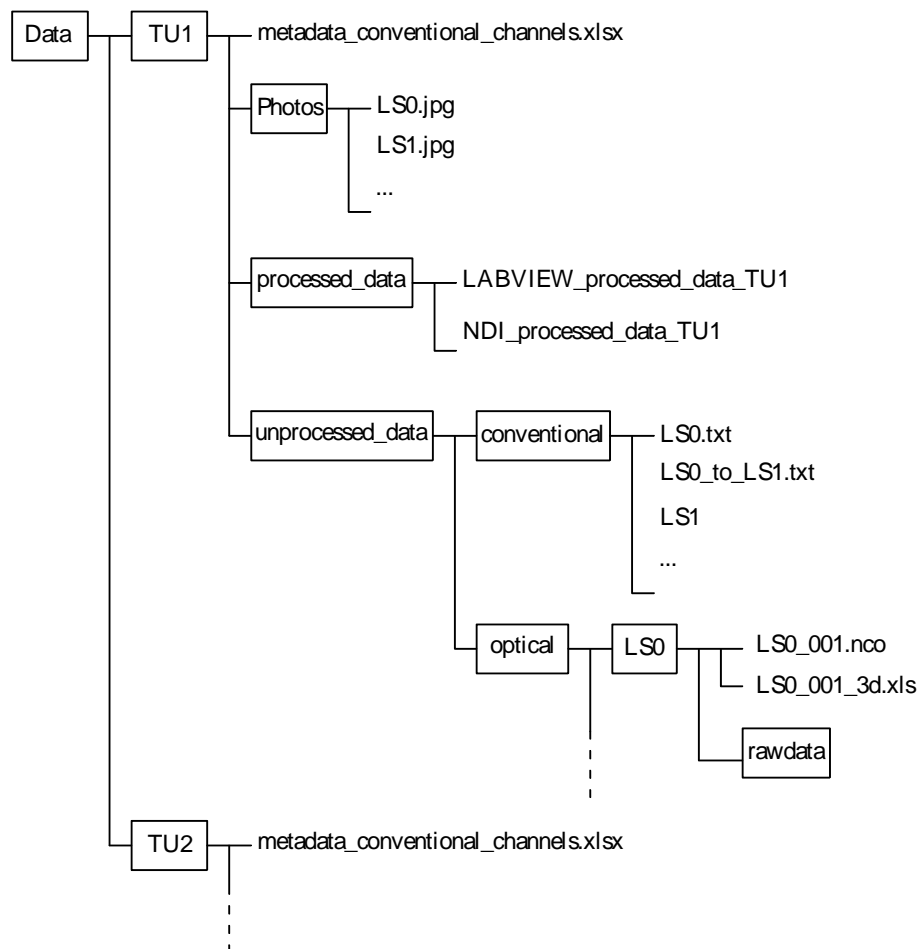 Data
TU1
metadata_conventional_channels.xlsx
Photos
LS0.jpg
LS1.jpg
...
processed_data
LABVIEW_processed_data_TU1
NDI_processed_data_TU1
unprocessed_data
conventional
LS0.txt
LS0_to_LS1.txt
LS1
...
optical
LS0
LS0_001.nco
LS0_001_3d.xls
rawdata
TU2
metadata_conventional_channels.xlsx